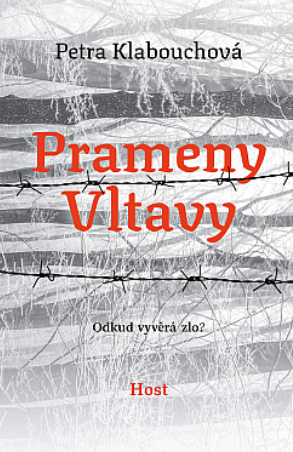 Petra Klabouchová
Prameny
Vltavy
Odkud vyvěrá zlo?
Host